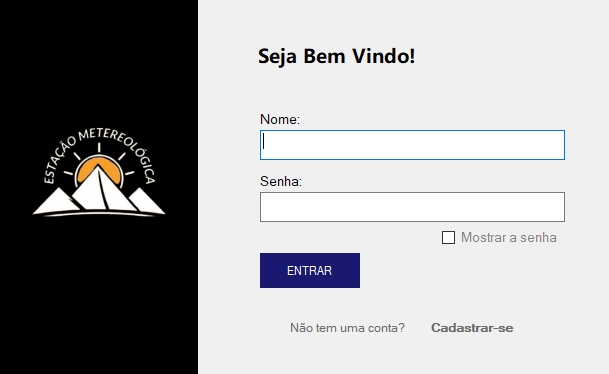 ESTAÇÃO METEREOLÓGICA
Seja Bem Vindo!
Nome:
Senha:
Mostrar a senha
ENTRAR
Não tem uma conta? Cadastrar-se